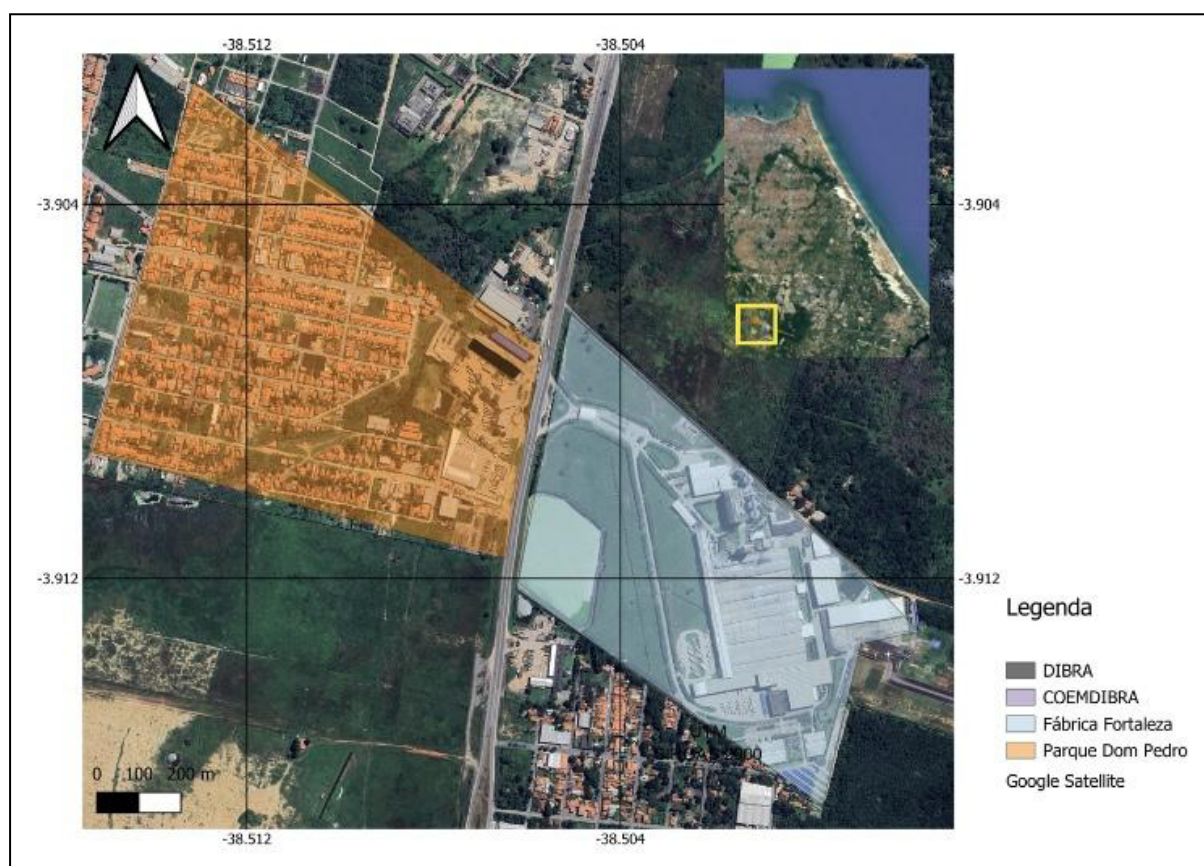 -38.512 -38.504
-3.904 -3.904
-3.912 -3.912
Legenda
DIBRA
COEMDIBRA
Fábrica Fortaleza
Parque Dom Pedro
Google Satellite
0 100 200 m
-38.512 -38.504